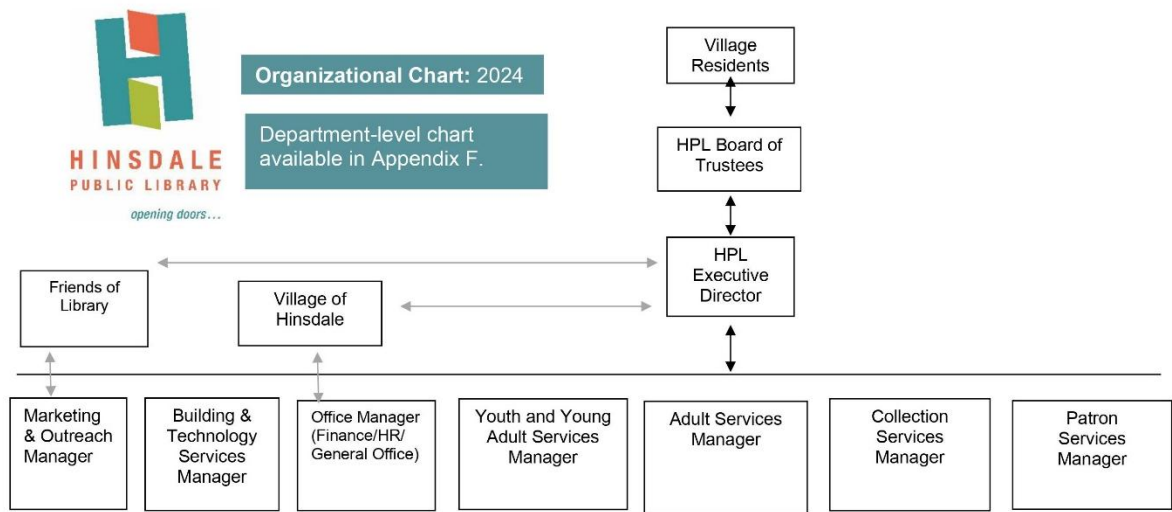 HINSDALE
PUBLIC LIBRARY
opening doors...
Organizational Chart: 2024
Department-level chart
available in Appendix F.
Village
Residents
HPL Board of
Trustees
HPL
Executive
Director
Friends of
Library
Village of
Hinsdale
Marketing
& Outreach
Manager
Building &
Technology
Services
Manager
Office Manager
(Finance/HR/
General Office)
Youth and Young
Adult Services
Manager
Adult Services
Manager
Collection
Services
Manager
Patron
Services
Manager